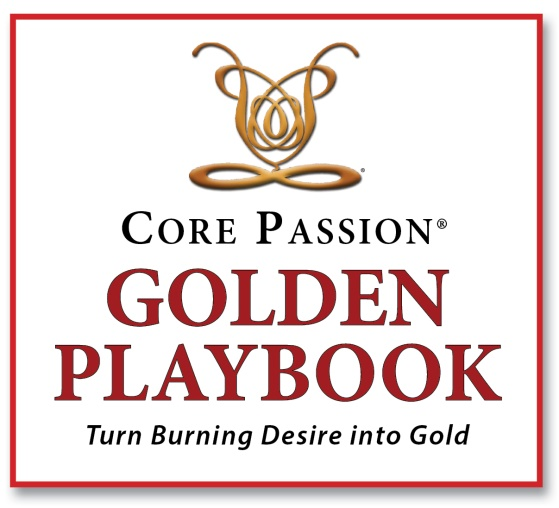 CORE PASSION®
GOLDEN
PLAYBOOK
Turn Burning Desire into Gold